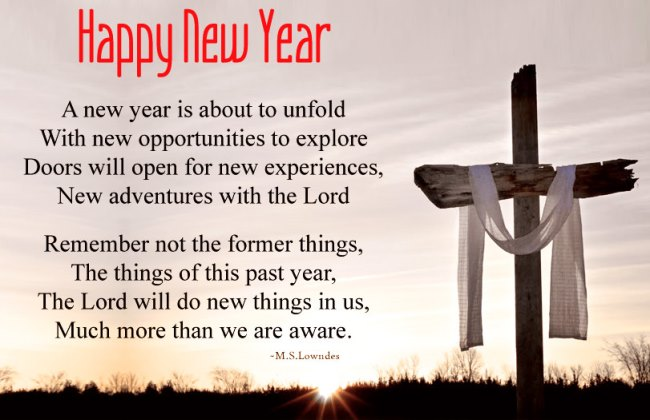 Happy New Year
A new year is about to unfold
With new opportunities to explore
Doors will open for new experiences,
New adventures with the Lord
Remember not the former things,
The things of this past year,
The Lord will do new things in us,
Much more than we are aware.
~M.S.Lowndes